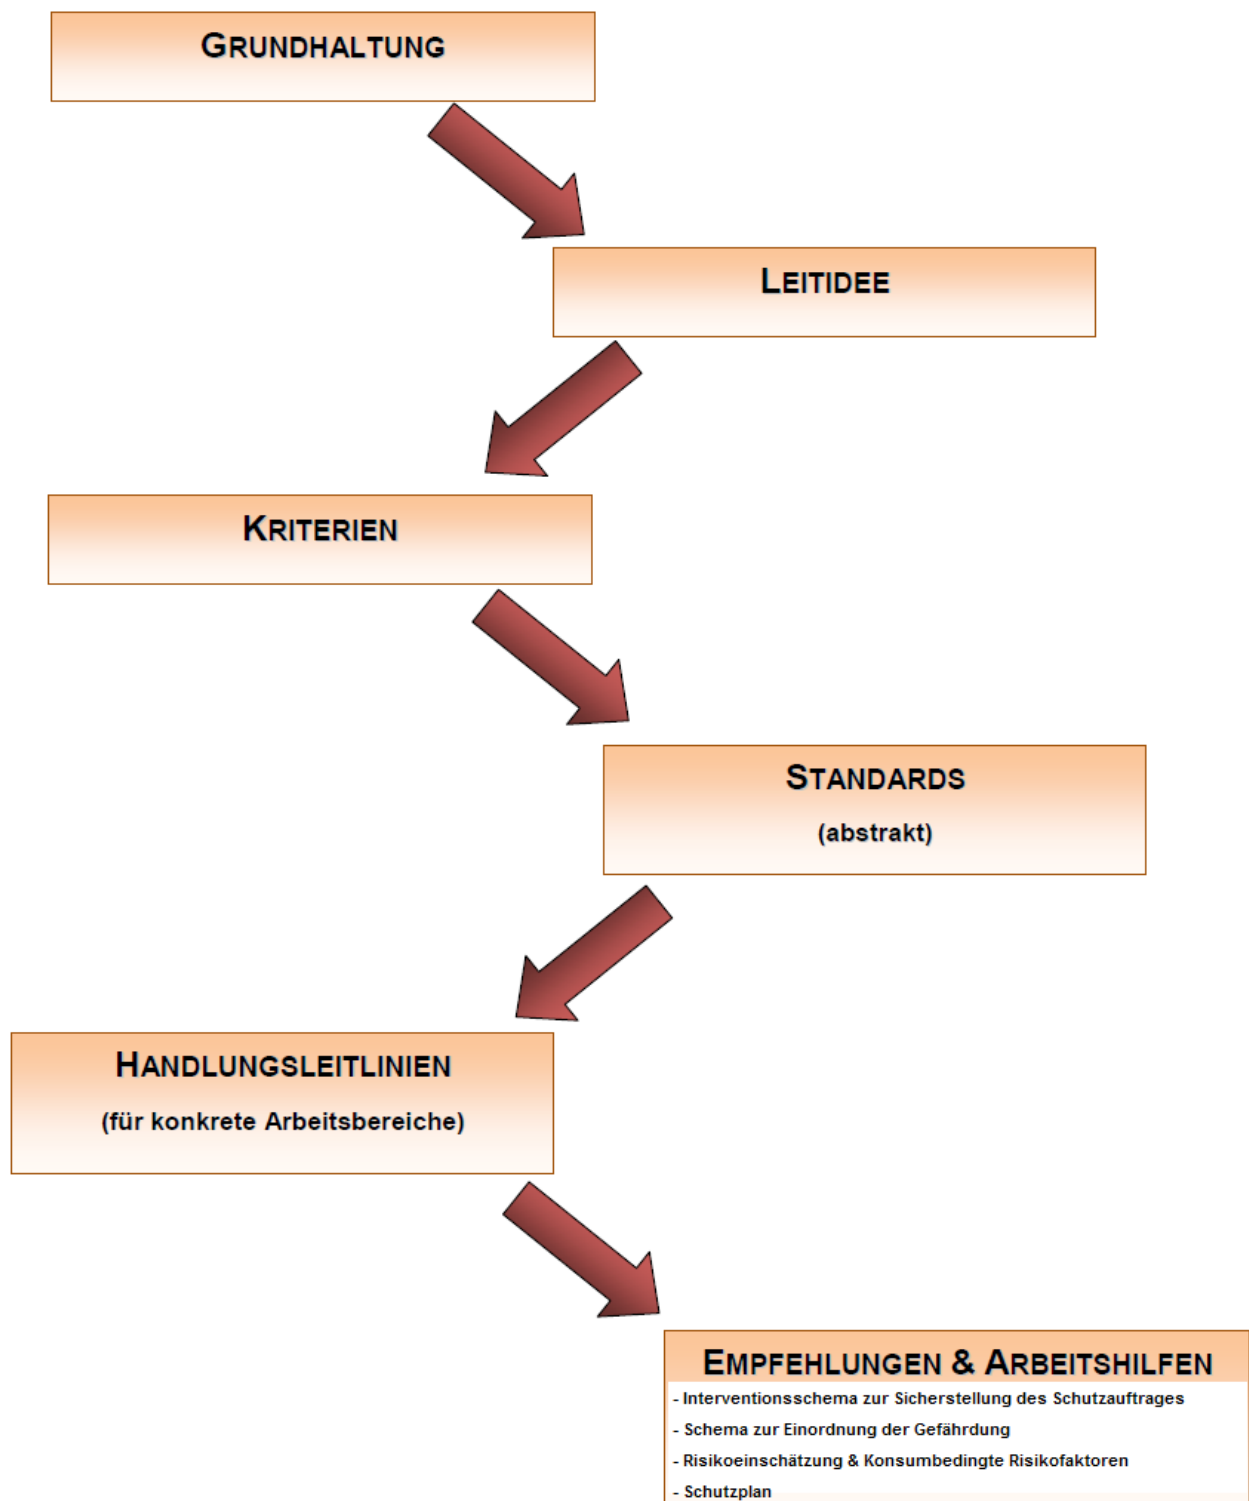 GRUNDHALTUNG
LEITIDEE
KRITERIEN
STANDARDS
(abstrakt)
HANDLUNGSLEITLINIEN
(für konkrete Arbeitsbereiche)
EMPFEHLUNGEN & ARBEITSHILFEN
- Interventionsschema zur Sicherstellung des Schutzauftrages
- Schema zur Einordnung der Gefährdung
- Risikoeinschätzung & Konsumbedingte Risikofaktoren
- Schutzplan